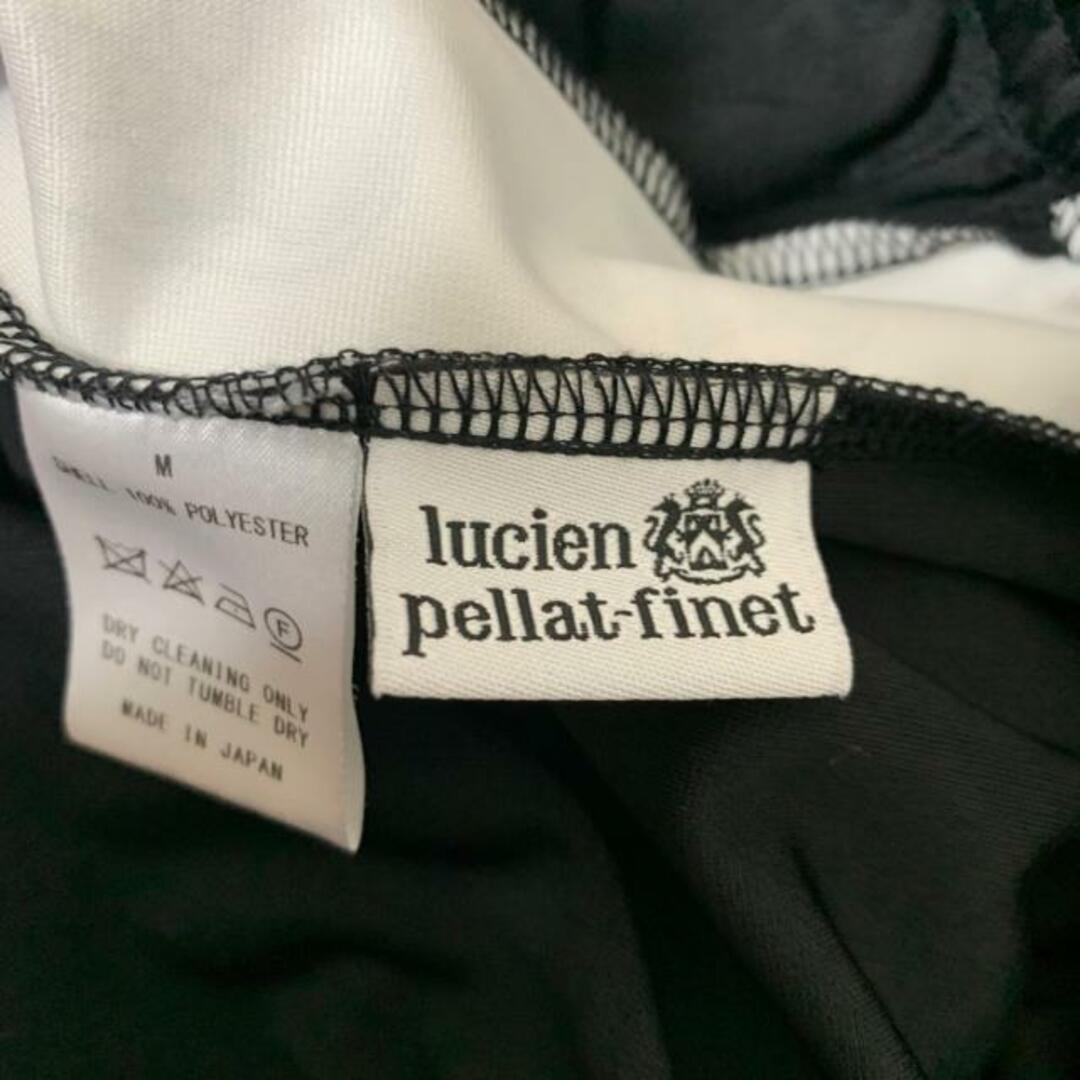 M
SHELL 100% POLYESTER
F
DRY CLEANING ONLY
DO NOT TUMBLE DRY
MADE IN JAPAN
lucien
pellat-finet